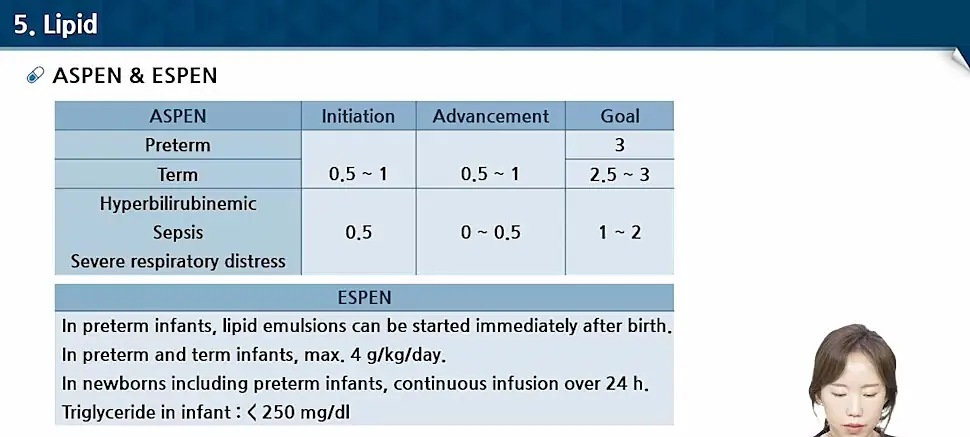 5. Lipid
ASPEN & ESPEN
ASPEN Initiation Advancement Goal
Preterm 3
Term 0.5 ~ 1 0.5 ~ 1 2.5 ~ 3
Hyperbilirubinemic
Sepsis 0.5 0 ~ 0.5 1 ~ 2
Severe respiratory distress
ESPEN
In preterm infants, lipid emulsions can be started immediately after birth.
In preterm and term infants, max. 4 g/kg/day.
In newborns including preterm infants, continuous infusion over 24 h.
Triglyceride in infant : < 250 mg/dl